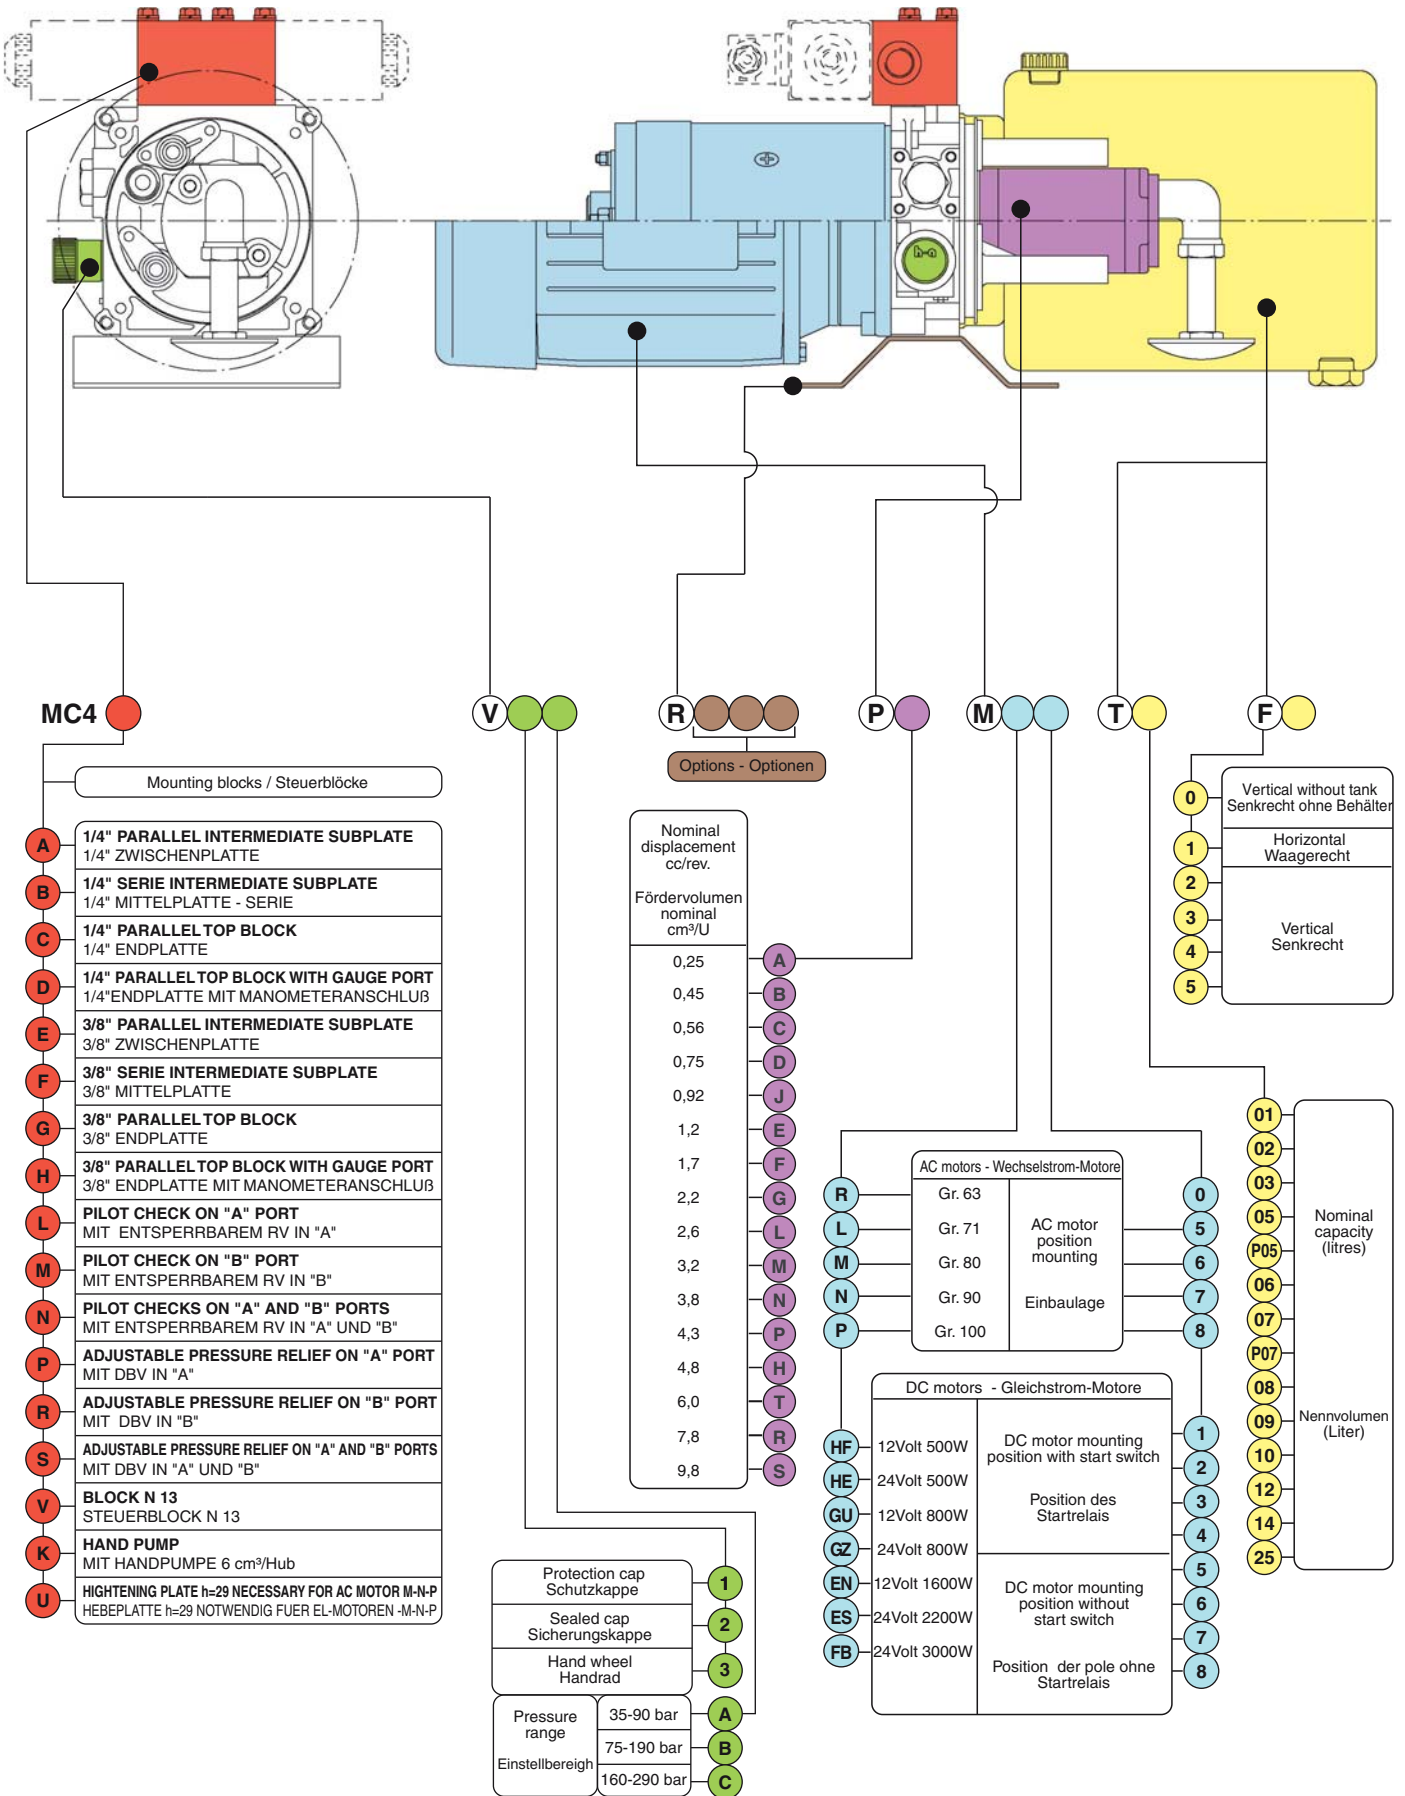 h-n
MC4
V
R
P
M
T
F
Options - Optionen
Mounting blocks / Steuerblöcke
A
1/4" PARALLEL INTERMEDIATE SUBPLATE
1/4" ZWISCHENPLATTE
B
1/4" SERIE INTERMEDIATE SUBPLATE
1/4" MITTELPLATTE - SERIE
C
1/4" PARALLEL TOP BLOCK
1/4" ENDPLATTE
D
1/4" PARALLEL TOP BLOCK WITH GAUGE PORT
1/4"ENDPLATTE MIT MANOMETERANSCHLUß
E
3/8" PARALLEL INTERMEDIATE SUBPLATE
3/8" ZWISCHENPLATTE
F
3/8" SERIE INTERMEDIATE SUBPLATE
3/8" MITTELPLATTE
G
3/8" PARALLEL TOP BLOCK
3/8" ENDPLATTE
H
3/8" PARALLEL TOP BLOCK WITH GAUGE PORT
3/8" ENDPLATTE MIT MANOMETERANSCHLUß
L
PILOT CHECK ON "A" PORT
MIT ENTSPERRBAREM RV IN "A"
M
PILOT CHECK ON "B" PORT
MIT ENTSPERRBAREM RV IN "B"
N
PILOT CHECKS ON "A" AND "B" PORTS
MIT ENTSPERRBAREM RV IN "A" UND "B"
P
ADJUSTABLE PRESSURE RELIEF ON "A" PORT
MIT DBV IN "A"
R
ADJUSTABLE PRESSURE RELIEF ON "B" PORT
MIT DBV IN "B"
S
ADJUSTABLE PRESSURE RELIEF ON "A" AND "B" PORTS
MIT DBV IN "A" UND "B"
V
BLOCK N 13
STEUERBLOCK N 13
K
HAND PUMP
MIT HANDPUMPE 6 cm³/Hub
U
HIGHTENING PLATE h=29 NECESSARY FOR AC MOTOR M-N-P
HEBEPLATTE h=29 NOTWENDIG FUER EL-MOTOREN -M-N-P
Protection cap
Schutzkappe
1
Sealed cap
Sicherungskappe
2
Hand wheel
Handrad
3
Pressure
range
Einstellbereigh
35-90 bar
A
75-190 bar
B
160-290 bar
C
Nominal
displacement
cc/rev.
Fördervolumen
nominal
cm³/U
0,25 A
0,45 B
0,56 C
0,75 D
0,92 J
1,2 E
1,7 F
2,2 G
2,6 L
3,2 M
3,8 N
4,3 P
4,8 H
6,0 T
7,8 R
9,8 S
AC motors - Wechselstrom-Motore
R Gr. 63
L Gr. 71
M Gr. 80
N Gr. 90
P Gr. 100
AC motor
position
mounting
Einbaulage
0
5
6
7
8
DC motors - Gleichstrom-Motore
HF 12Volt 500W
HE 24Volt 500W
GU 12Volt 800W
GZ 24Volt 800W
EN 12Volt 1600W
ES 24Volt 2200W
FB 24Volt 3000W
DC motor mounting
position with start switch
Position des
Startrelais
1
2
3
4
DC motor mounting
position without
start switch
Position der pole ohne
Startrelais
5
6
7
8
0
Vertical without tank
Senkrecht ohne Behälter
1
Horizontal
Waagerecht
2
3
4
5
Vertical
Senkrecht
01
02
03
05
P05
06
07
P07
08
09
10
12
14
25
Nominal
capacity
(litres)
Nennvolumen
(Liter)